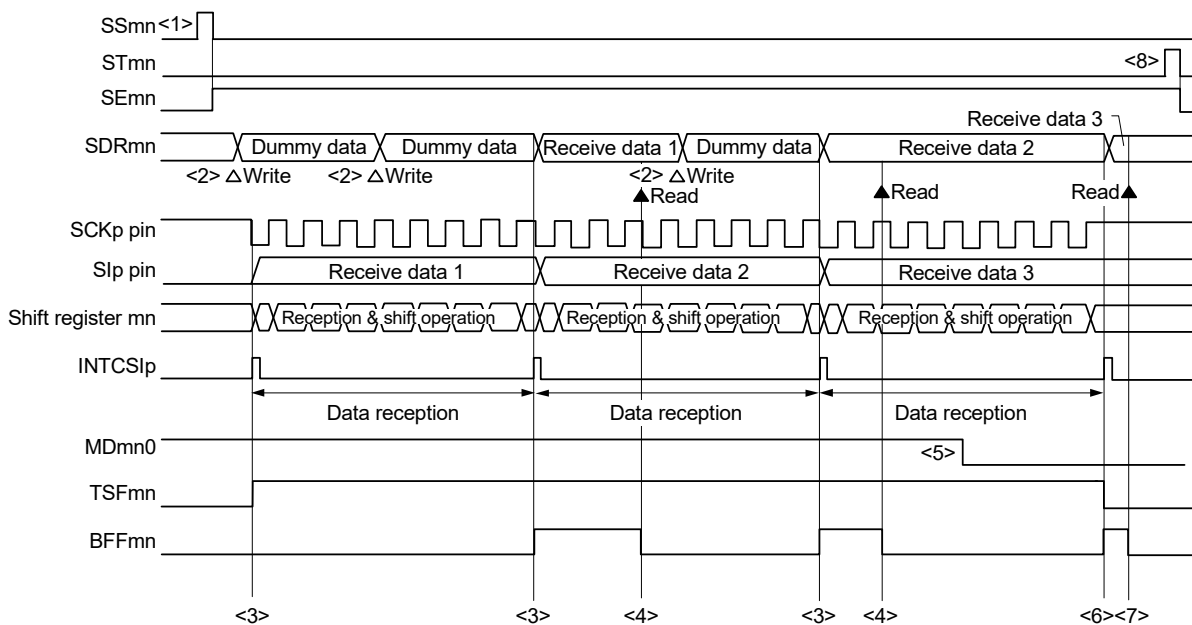 SSmn <1>
STmn <8>
SEmn
Receive data 3
SDRmn Dummy data Dummy data Receive data 1 Dummy data Receive data 2
<2> △Write <2> △Write <2> △Write
▲Read ▲Read Read▲
SCKp pin
SIp pin Receive data 1 Receive data 2 Receive data 3
Shift register mn Reception & shift operation Reception & shift operation Reception & shift operation
INTCSIp
Data reception Data reception Data reception
MDmn0 <5>
TSFmn
BFFmn
<3> <3> <4> <3> <4> <6><7>